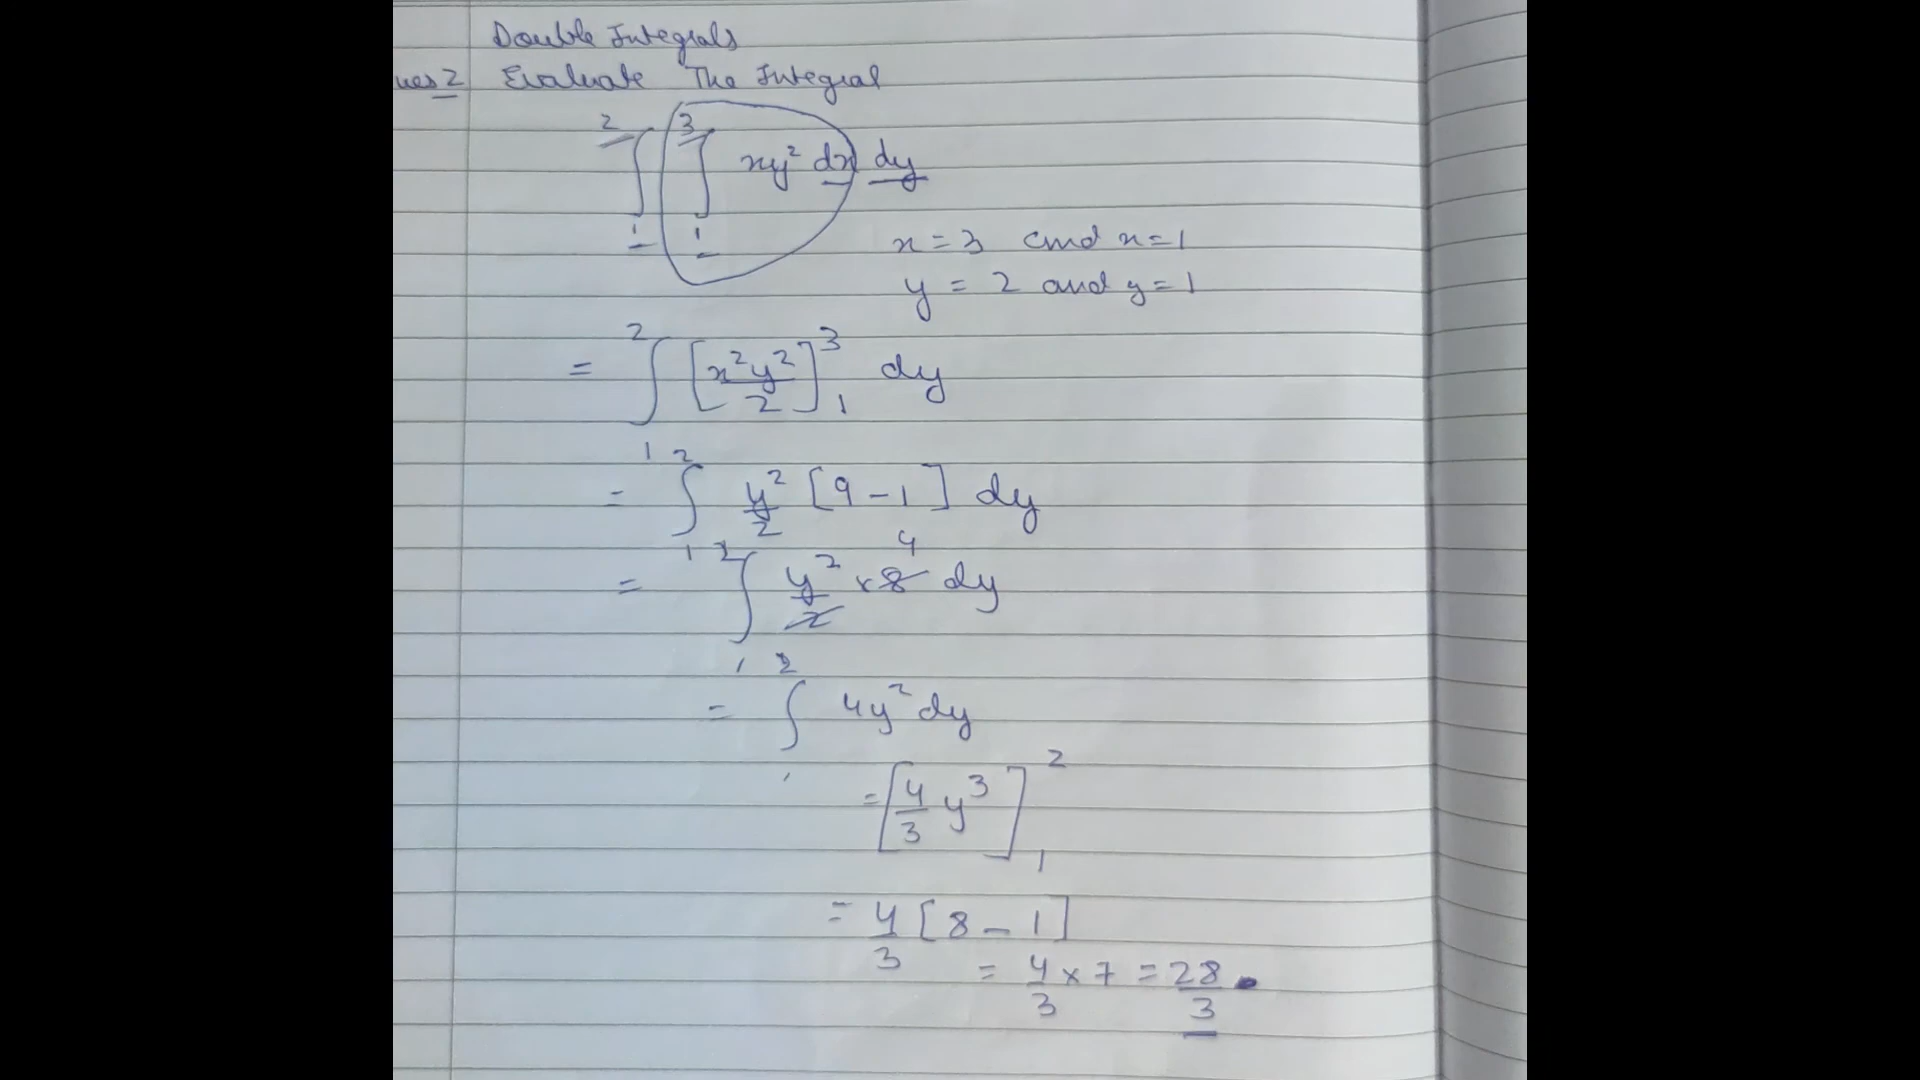 Double Integrals
ues 2 Evaluate The Integral
∫₁² ∫₁³ xy² dx dy
x = 3 and x = 1
y = 2 and y = 1
= ∫₁² [x²y²/2]₁³ dy
= ∫₁² y²/2 [9 - 1] dy
4
= ∫₁² y²/2 × 8 dy
= ∫₁² 4y² dy
= [4/3 y³]₁²
= 4/3 [8 - 1]
= 4/3 × 7 = 28/3